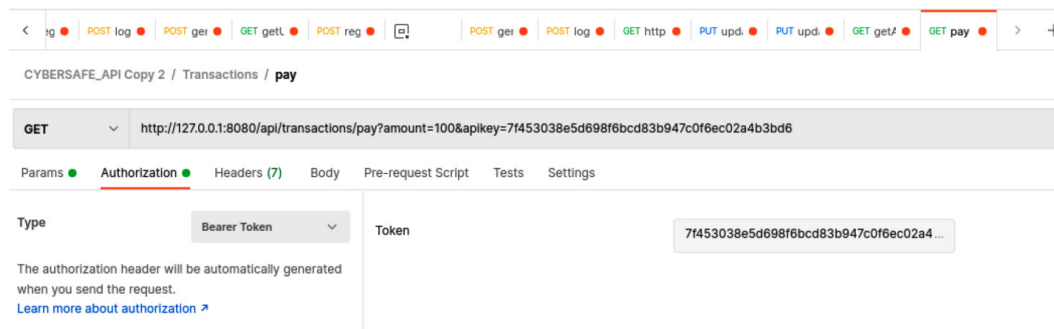 eg POST log POST ger GET getU POST reg POST ger POST log GET http PUT upd PUT upd GET getA GET pay
CYBERSAFE_API Copy 2 / Transactions / pay
GET http://127.0.0.1:8080/api/transactions/pay?amount=100&apikey=7f453038e5d698f6bcd83b947c0f6ec02a4b3bd6
Params Authorization Headers (7) Body Pre-request Script Tests Settings
Type Bearer Token Token 7f453038e5d698f6bcd83b947c0f6ec02a4...
The authorization header will be automatically generated
when you send the request.
Learn more about authorization ↗